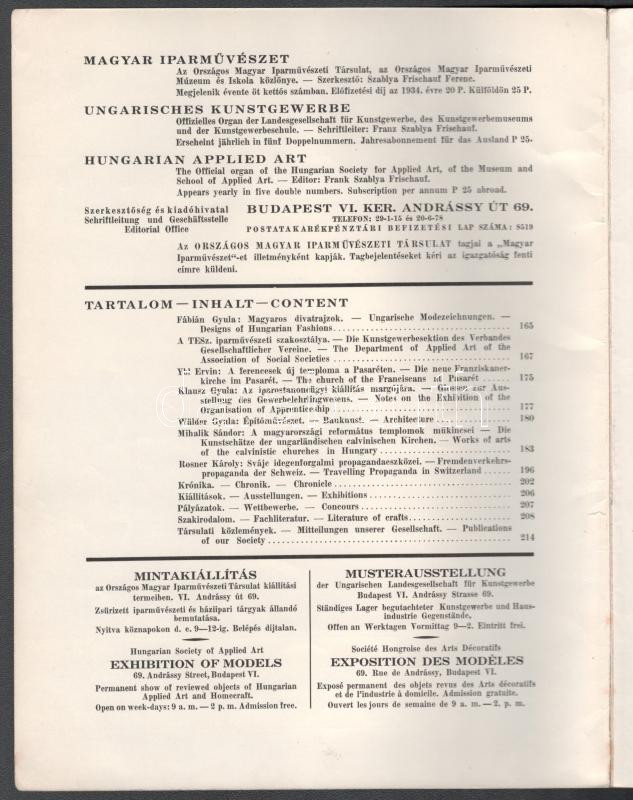 MAGYAR IPARMŰVÉSZET
Az Országos Magyar Iparművészeti Társulat, az Országos Magyar Iparművészeti
Múzeum és Iskola közlönye. — Szerkesztő: Szablya Frischauf Ferenc.
Megjelenik évente öt kettős számban. Előfizetési díj az 1934. évre 20 P. Külföldön 25 P.
UNGARISCHES KUNSTGEWERBE
Offizielles Organ der Landesgesellschaft für Kunstgewerbe, des Kunstgewerbemuseums
und der Kunstgewerbeschule. — Schriftleiter: Franz Szablya Frischauf.
Erscheint jährlich in fünf Doppelnummern. Jahresabonnement für das Ausland P 25.
HUNGARIAN APPLIED ART
The Official organ of the Hungarian Society for Applied Art, of the Museum and
School of Applied Art. — Editor: Frank Szablya Frischauf.
Appears yearly in five double numbers. Subscription per annum P 25 abroad.
Szerkesztőség és kiadóhivatal
Schriftleitung und Geschäftsstelle
Editorial Office
BUDAPEST VI. KER. ANDRÁSSY ÚT 69.
TELEFON: 29-1-15 és 20-6-78
POSTATAKARÉKPÉNZTÁRI BEFIZETÉSI LAP SZÁMA: 8519
Az ORSZÁGOS MAGYAR IPARMŰVÉSZETI TÁRSULAT tagjai a „Magyar
Iparművészet"-et illetményként kapják. Tagbejelentéseket kéri az igazgatóság fenti
címre küldeni.
TARTALOM — INHALT — CONTENT
Fábián Gyula: Magyaros divatrajzok. — Ungarische Modezeichnungen. —
Designs of Hungarian Fashions 165
A TESz. iparművészeti szakosztálya. — Die Kunstgewerbesektion des Verbandes
Gesellschaftlicher Vereine. — The Department of Applied Art of the
Association of Social Societies 167
Ybl Ervin: A ferencesek új temploma a Pasaréten. — Die neue Franziskaner-
kirche im Pasarét. — The church of the Franciscans at Pasarét 175
Klausz Gyula: Az iparostanoncügyi kiállítás margójára. — Glossen zur Aus-
stellung des Gewerbelehrlingwesens. — Notes on the Exhibition of the
Organisation of Apprenticeship 177
Wälder Gyula: Építőművészet. — Baukunst. — Architecture 180
Mihalik Sándor: A magyarországi református templomok műkincsei — Die
Kunstschätze der ungarländischen calvinischen Kirchen. — Works of arts
of the calvinistic churches in Hungary 183
Rosner Károly: Svájc idegenforgalmi propagandaeszközei. — Fremdenverkehrs-
propaganda der Schweiz. — Travelling Propaganda in Switzerland 196
Krónika. — Chronik. — Chronicle 202
Kiállítások. — Ausstellungen. — Exhibitions 206
Pályázatok. — Wettbewerbe. — Concours 207
Szakirodalom. — Fachliteratur. — Literature of crafts 208
Társulati közlemények. — Mitteilungen unserer Gesellschaft. — Publications
of our Society 214
MINTAKIÁLLÍTÁS
az Országos Magyar Iparművészeti Társulat kiállítási
termeiben. VI. Andrássy út 69.
Zsűrizett iparművészeti és háziipari tárgyak állandó
bemutatása.
Nyitva köznapokon d. e. 9—12-ig. Belépés díjtalan.
Hungarian Society of Applied Art
EXHIBITION OF MODELS
69. Andrássy Street, Budapest VI.
Permanent show of reviewed objects of Hungarian
Applied Art and Homecraft.
Open on week-days: 9 a. m. — 2 p. m. Admission free.
MUSTERAUSSTELLUNG
der Ungarischen Landesgesellschaft für Kunstgewerbe
Budapest VI. Andrássy Strasse 69.
Ständiges Lager begutachteter Kunstgewerbe und Haus-
industrie Gegenstände.
Offen an Werktagen Vormittag 9—2. Eintritt frei.
Société Hongroise des Arts Décoratifs
EXPOSITION DES MODÈLES
69. Rue de Andrássy, Budapest VI.
Exposé permanent des objets revus des Arts décoratifs
et de l'industrie à domicile. Admission gratuite.
Ouvert les jours de semaine de 9 a. m. — 2. p. m.